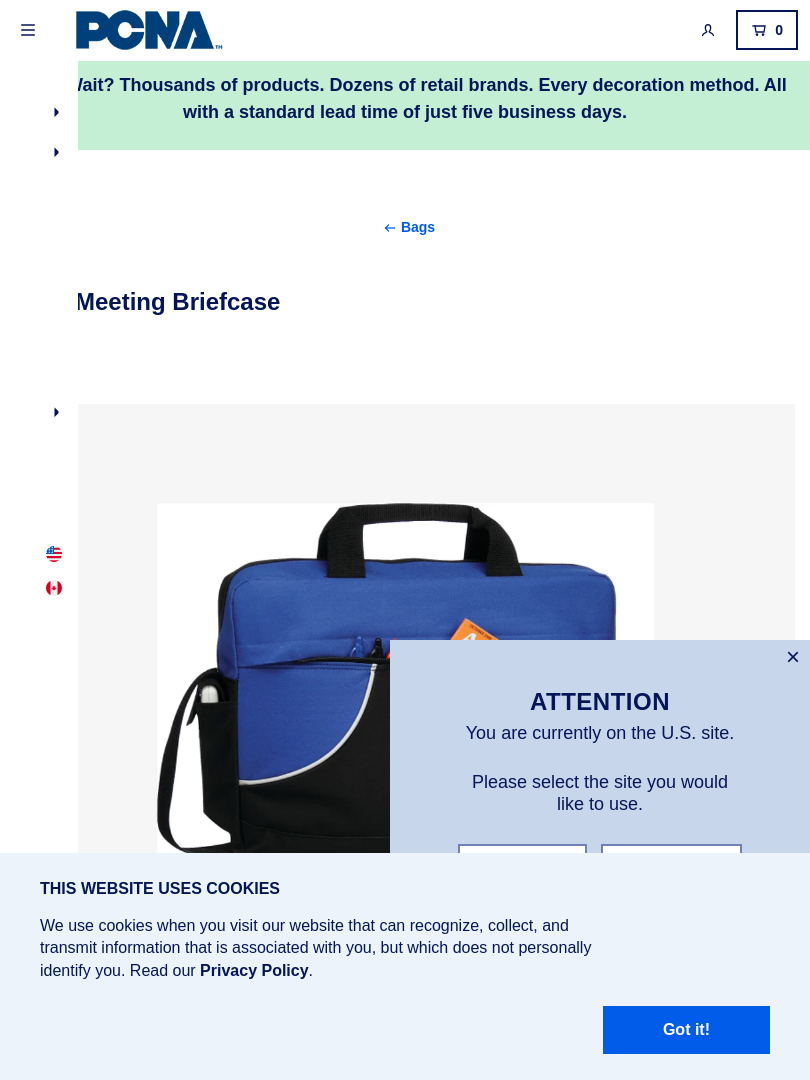 PCNA™
0
Wait? Thousands of products. Dozens of retail brands. Every decoration method. All
with a standard lead time of just five business days.
← Bags
Meeting Briefcase
ATTENTION
You are currently on the U.S. site.
Please select the site you would
like to use.
THIS WEBSITE USES COOKIES
We use cookies when you visit our website that can recognize, collect, and
transmit information that is associated with you, but which does not personally
identify you. Read our Privacy Policy.
Got it!